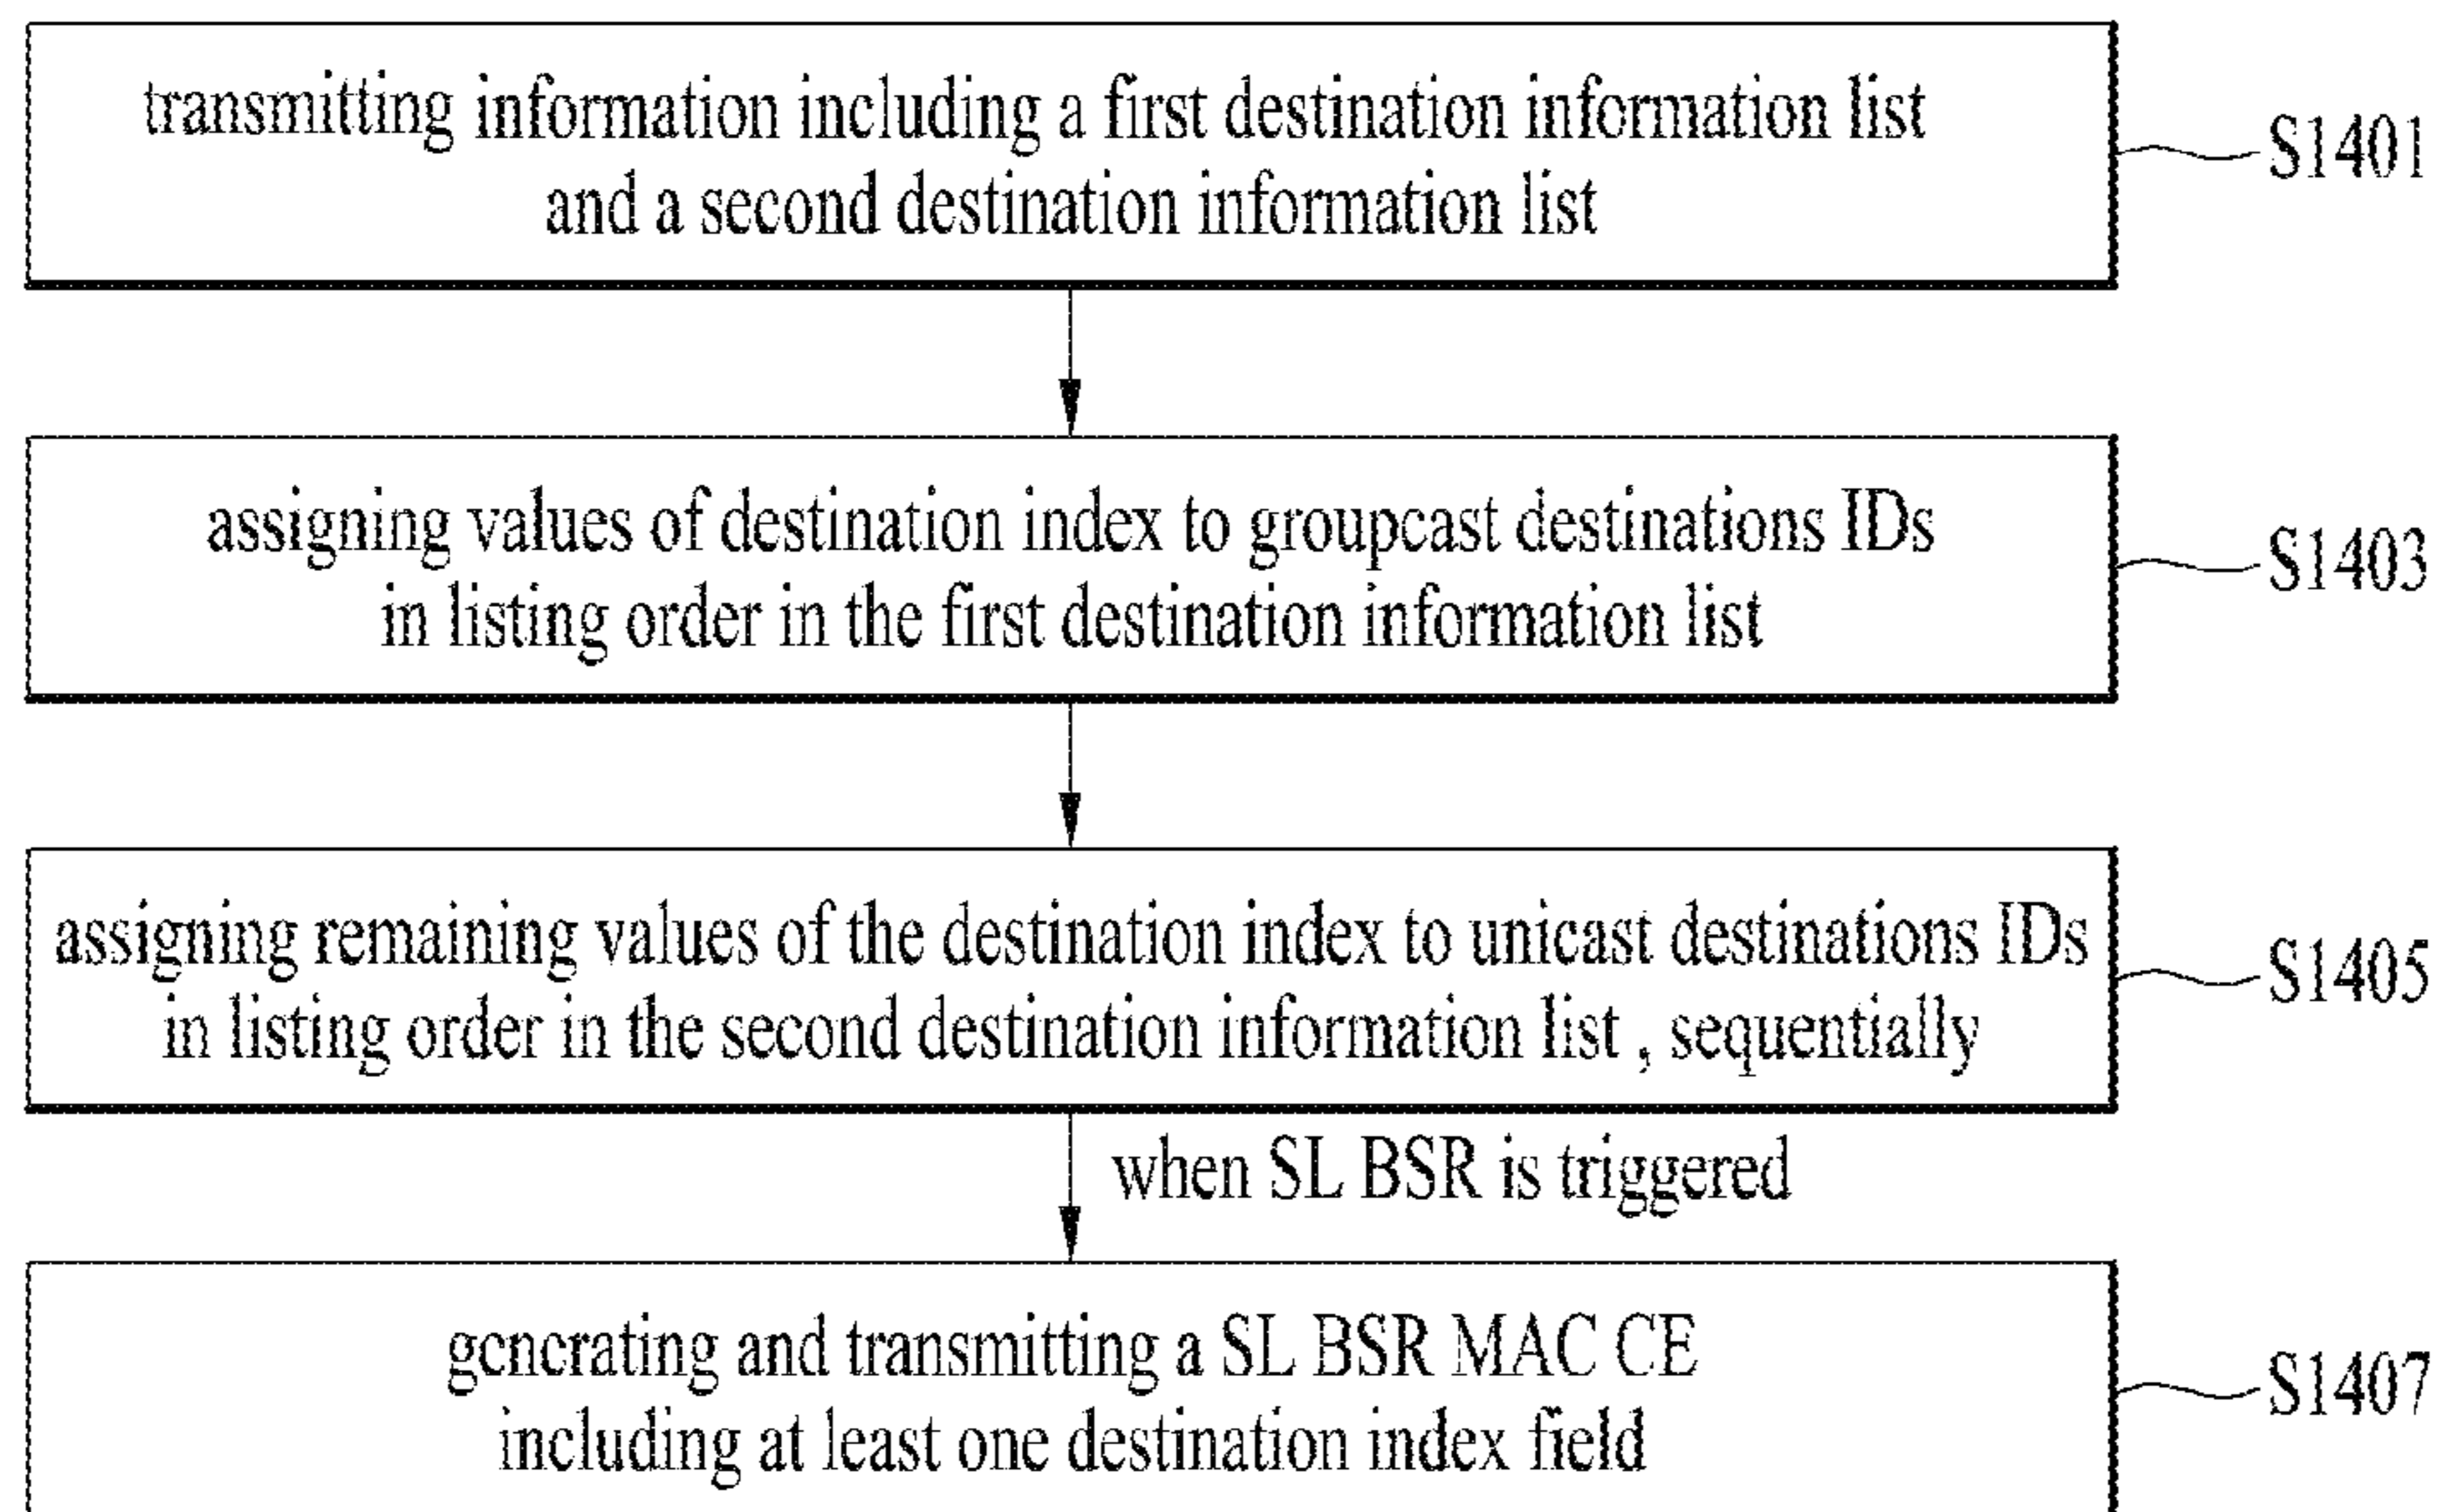 transmitting information including a first destination information list
and a second destination information list
S1401
assigning values of destination index to groupcast destinations IDs
in listing order in the first destination information list
S1403
assigning remaining values of the destination index to unicast destinations IDs
in listing order in the second destination information list , sequentially
S1405
when SL BSR is triggered
generating and transmitting a SL BSR MAC CE
including at least one destination index field
S1407